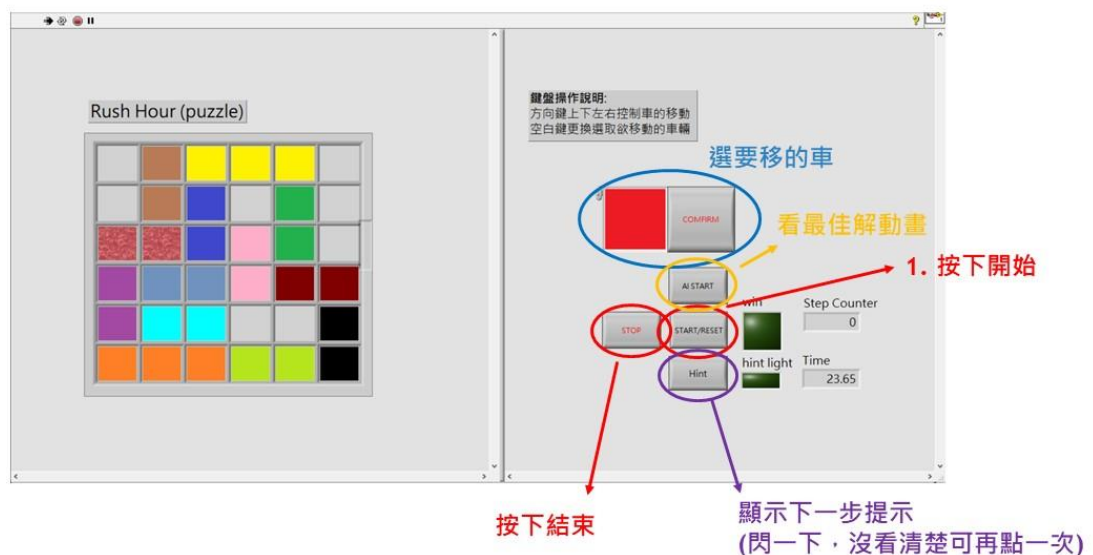 Rush Hour (puzzle)
鍵盤操作說明:
方向鍵上下左右控制車的移動
空白鍵更換選取欲移動的車輛
選要移的車
COMFIRM
看最佳解動畫
1. 按下開始
AI START
win
Step Counter
0
STOP
START/RESET
hint light
Time
Hint
23.65
按下結束
顯示下一步提示
(閃一下，沒看清楚可再點一次)